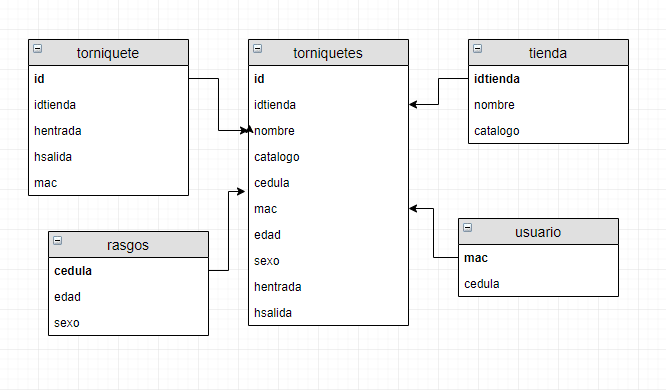 torniquete
id
idtienda
hentrada
hsalida
mac
torniquetes
id
idtienda
nombre
catalogo
cedula
mac
edad
sexo
hentrada
hsalida
tienda
idtienda
nombre
catalogo
rasgos
cedula
edad
sexo
usuario
mac
cedula